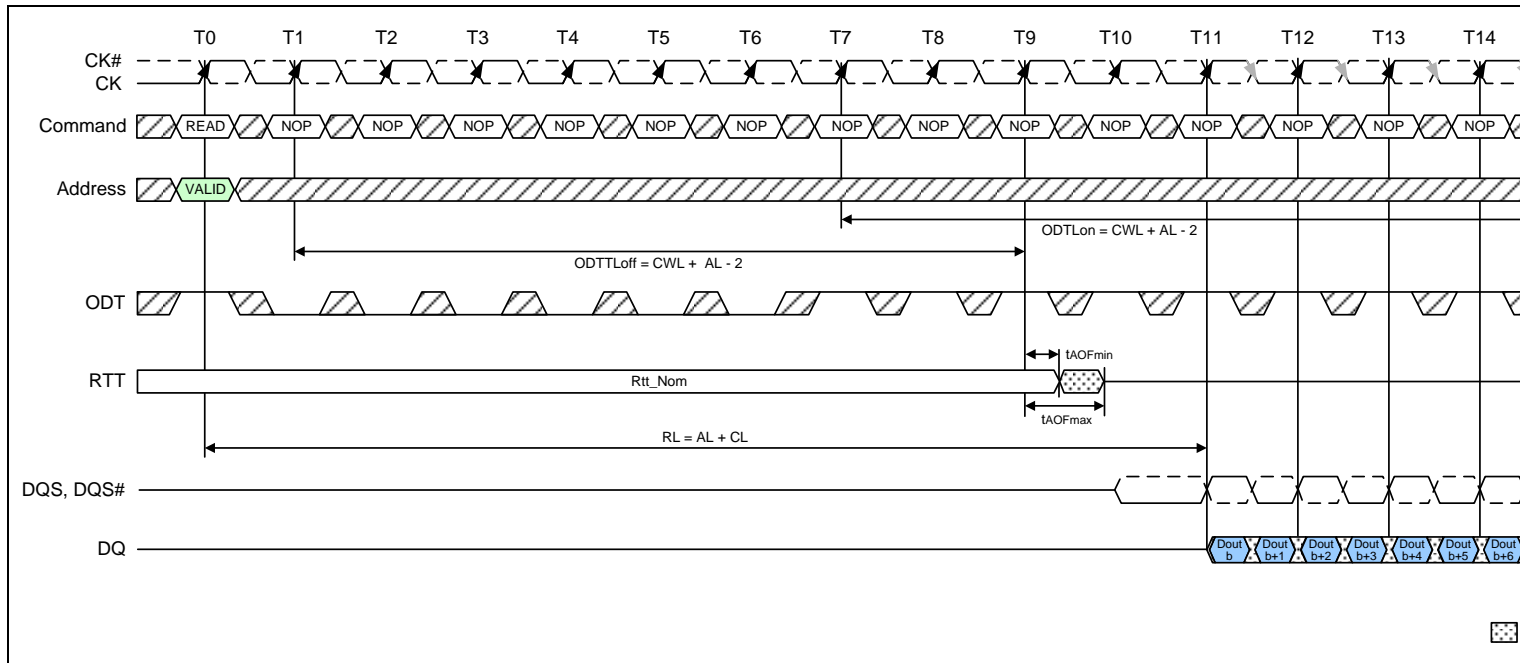 T0 T1 T2 T3 T4 T5 T6 T7 T8 T9 T10 T11 T12 T13 T14
CK#
CK
Command READ NOP NOP NOP NOP NOP NOP NOP NOP NOP NOP NOP NOP NOP NOP
Address VALID
ODTLon = CWL + AL - 2
ODTTLoff = CWL + AL - 2
ODT
tAOFmin
RTT Rtt_Nom
tAOFmax
RL = AL + CL
DQS, DQS#
DQ Dout b Dout b+1 Dout b+2 Dout b+3 Dout b+4 Dout b+5 Dout b+6